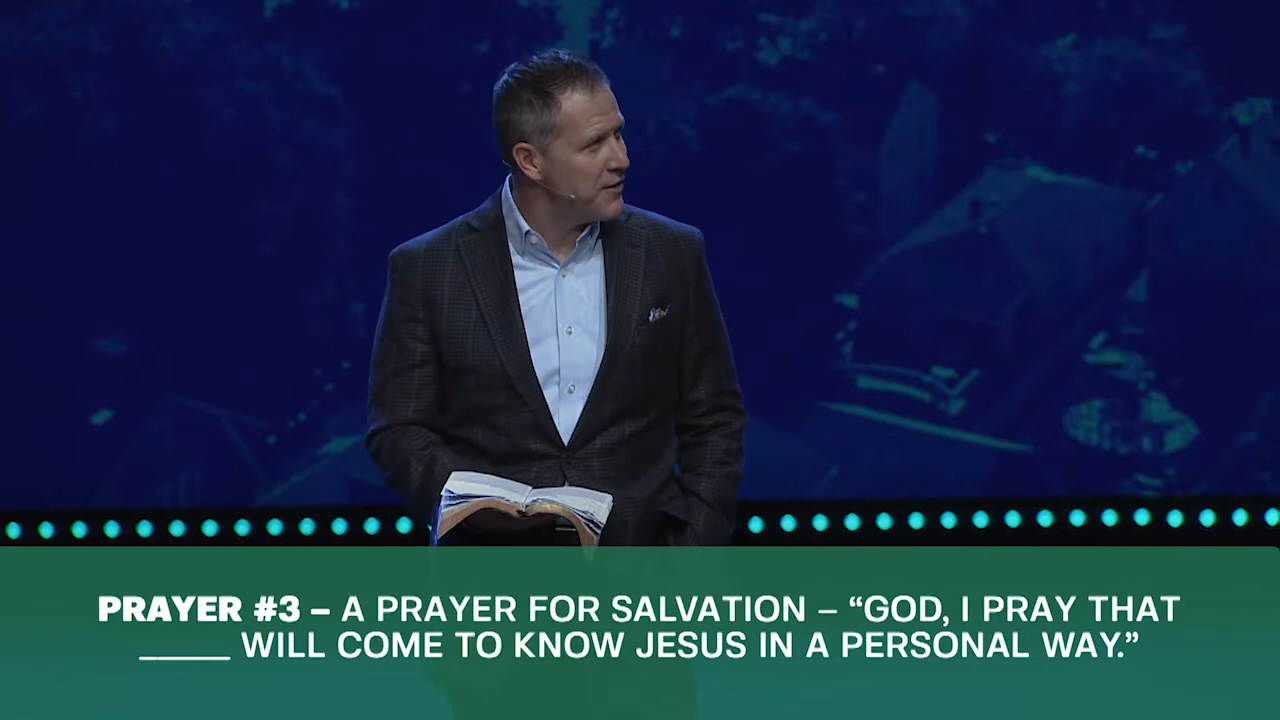 PRAYER #3 – A PRAYER FOR SALVATION – “GOD, I PRAY THAT
_____ WILL COME TO KNOW JESUS IN A PERSONAL WAY.”